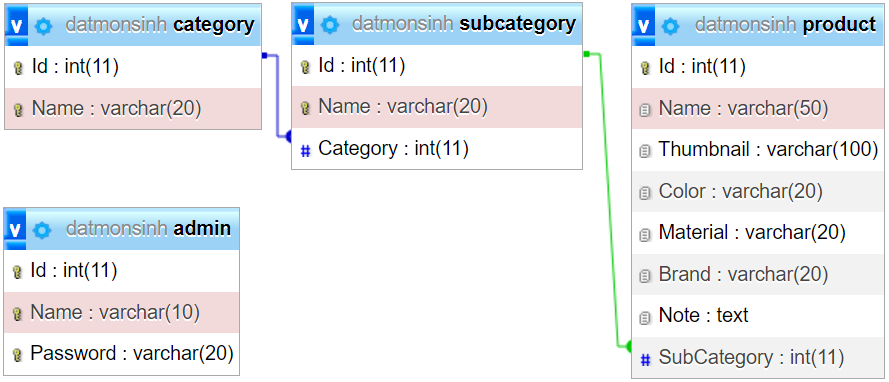 datmonsinh category
Id : int(11)
Name : varchar(20)
datmonsinh subcategory
Id : int(11)
Name : varchar(20)
# Category : int(11)
datmonsinh product
Id : int(11)
Name : varchar(50)
Thumbnail : varchar(100)
Color : varchar(20)
Material : varchar(20)
Brand : varchar(20)
Note : text
# SubCategory : int(11)
datmonsinh admin
Id : int(11)
Name : varchar(10)
Password : varchar(20)